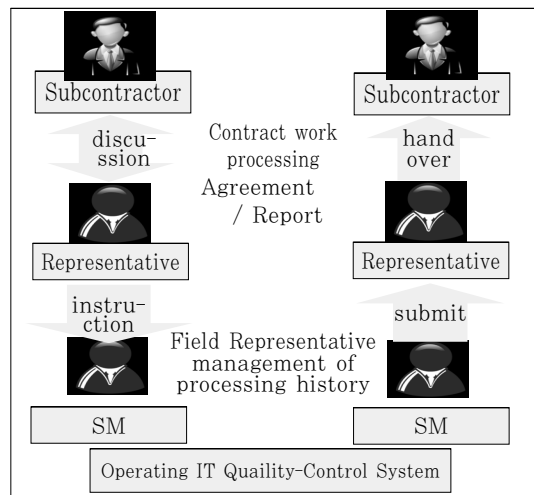 Subcontractor
Subcontractor
discu-
ssion
Contract work
processing
Agreement
/ Report
hand
over
Representative
Representative
instru-
ction
submit
Field Representative
management of
processing history
SM
SM
Operating IT Quaility-Control System